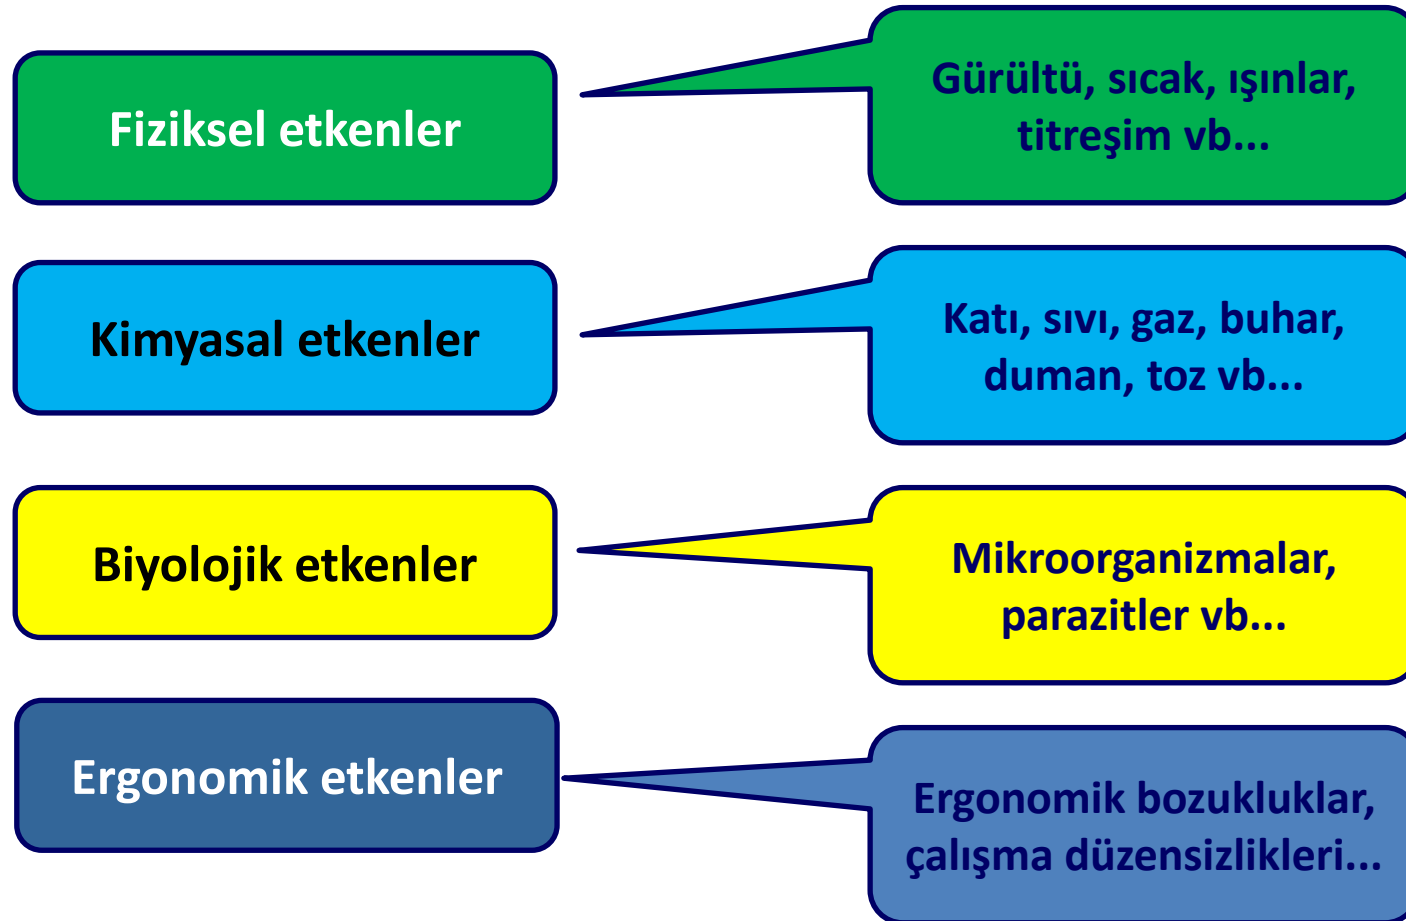 Fiziksel etkenler
Gürültü, sıcak, ışınlar,
titreşim vb...
Kimyasal etkenler
Katı, sıvı, gaz, buhar,
duman, toz vb...
Biyolojik etkenler
Mikroorganizmalar,
parazitler vb...
Ergonomik etkenler
Ergonomik bozukluklar,
çalışma düzensizlikleri...